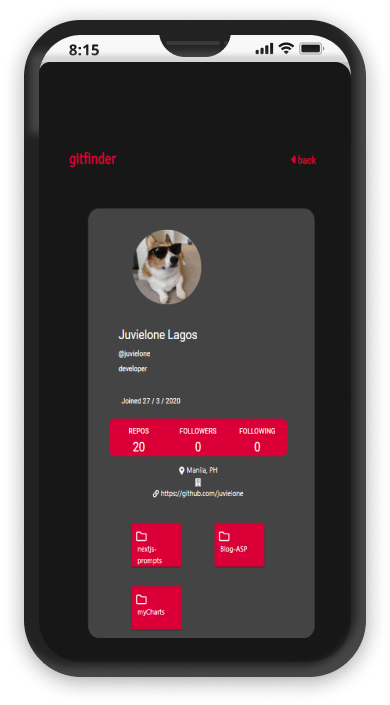 8:15
gitfinder
back
Juvielone Lagos
@juvielone
developer
Joined 27 / 3 / 2020
REPOS FOLLOWERS FOLLOWING
20 0 0
Manila, PH
https://github.com/juvielone
nextjs-
prompts
Blog-ASP
myCharts